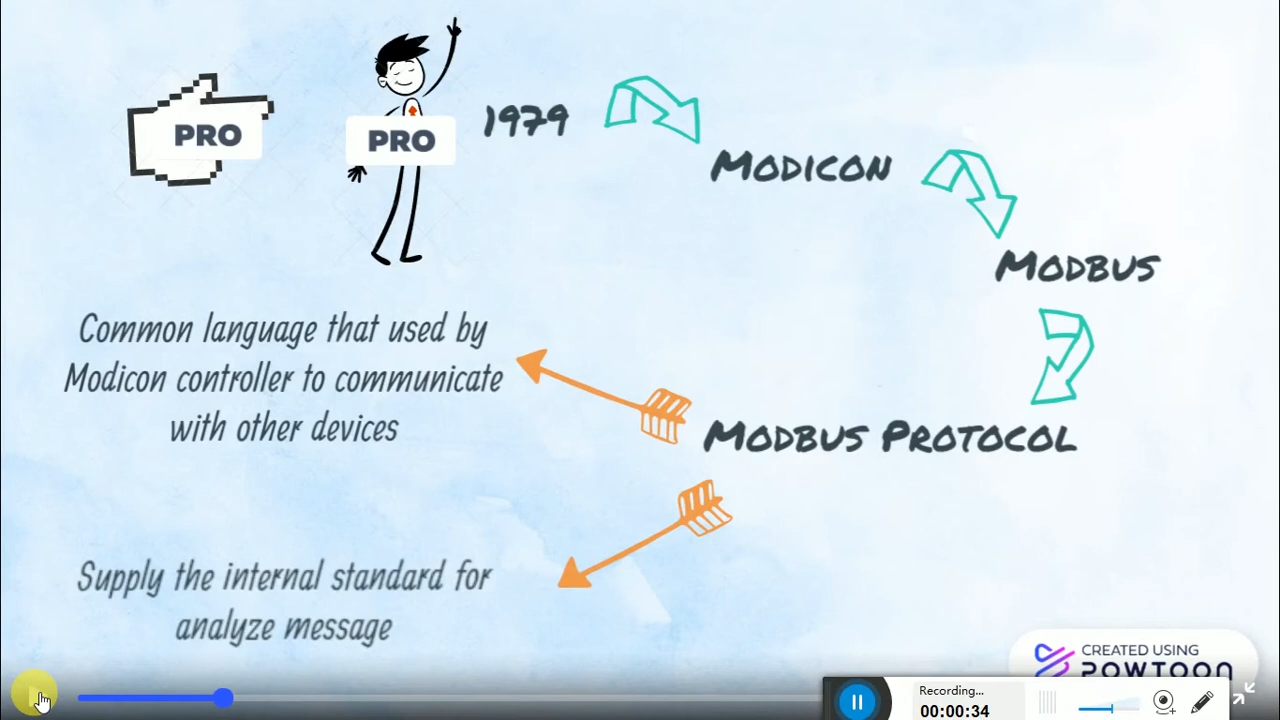 PRO
PRO
1979
MODICON
MODBUS
Common language that used by
Modicon controller to communicate
with other devices
MODBUS PROTOCOL
Supply the internal standard for
analyze message
CREATED USING
POWTOON
Recording...
00:00:34